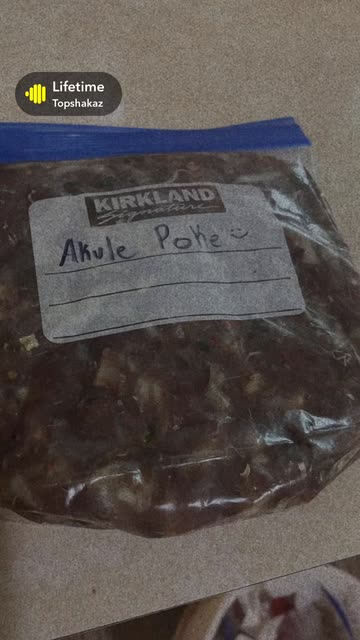 Lifetime
Topshakaz
KIRKLAND
Signature
Akule Poke